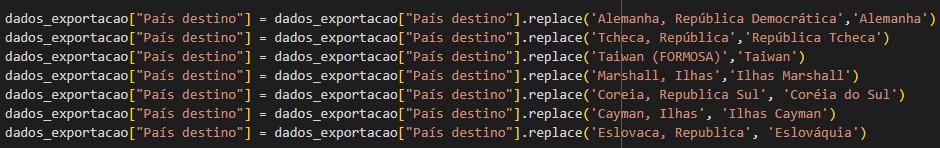 dados_exportacao["País destino"] = dados_exportacao["País destino"].replace('Alemanha, República Democrática','Alemanha')
dados_exportacao["País destino"] = dados_exportacao["País destino"].replace('Tcheca, República','República Tcheca')
dados_exportacao["País destino"] = dados_exportacao["País destino"].replace('Taiwan (FORMOSA)','Taiwan')
dados_exportacao["País destino"] = dados_exportacao["País destino"].replace('Marshall, Ilhas','Ilhas Marshall')
dados_exportacao["País destino"] = dados_exportacao["País destino"].replace('Coreia, Republica Sul', 'Coréia do Sul')
dados_exportacao["País destino"] = dados_exportacao["País destino"].replace('Cayman, Ilhas', 'Ilhas Cayman')
dados_exportacao["País destino"] = dados_exportacao["País destino"].replace('Eslovaca, Republica', 'Eslováquia')